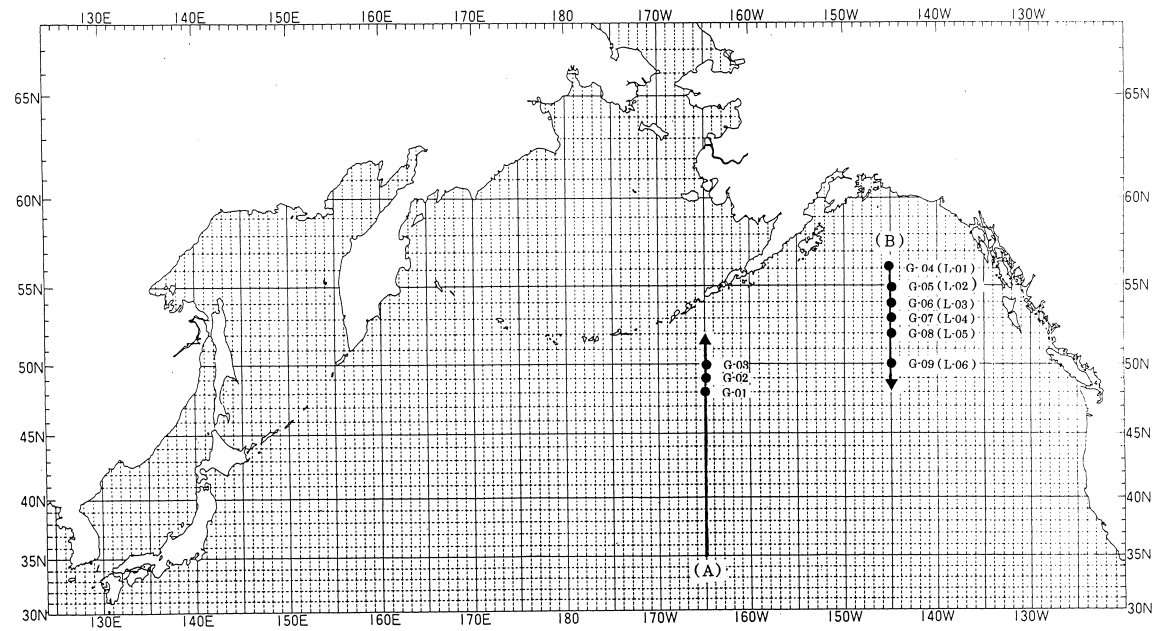 130E 140E 150E 160E 170E 180 170W 160W 150W 140W 130W
65N 65N
60N 60N
(B)
G-04 (L-01)
55N G-05 (L-02) 55N
G-06 (L-03)
G-07 (L-04)
G-08 (L-05)
50N G-03 G-09 (L-06) 50N
G-02
G-01
45N 45N
40N 40N
35N 35N
(A)
30N 30N
130E 140E 150E 160E 170E 180 170W 160W 150W 140W 130W